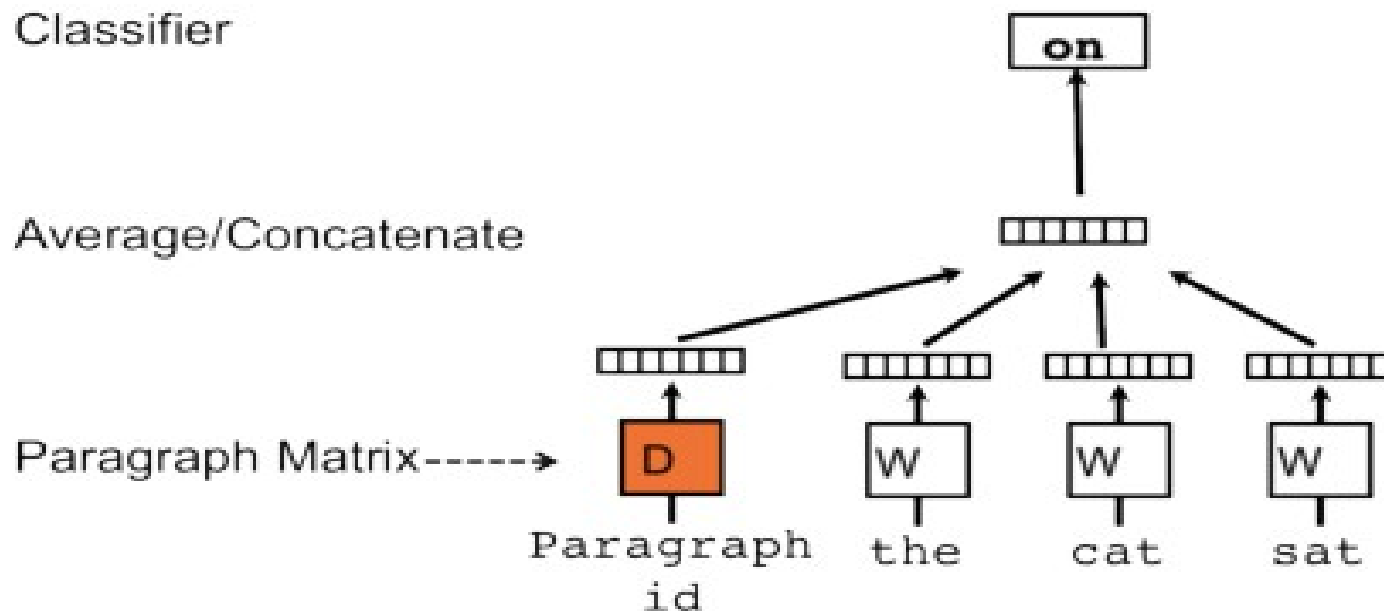 Classifier
on
Average/Concatenate
Paragraph Matrix
D
W
W
W
Paragraph
id
the
cat
sat